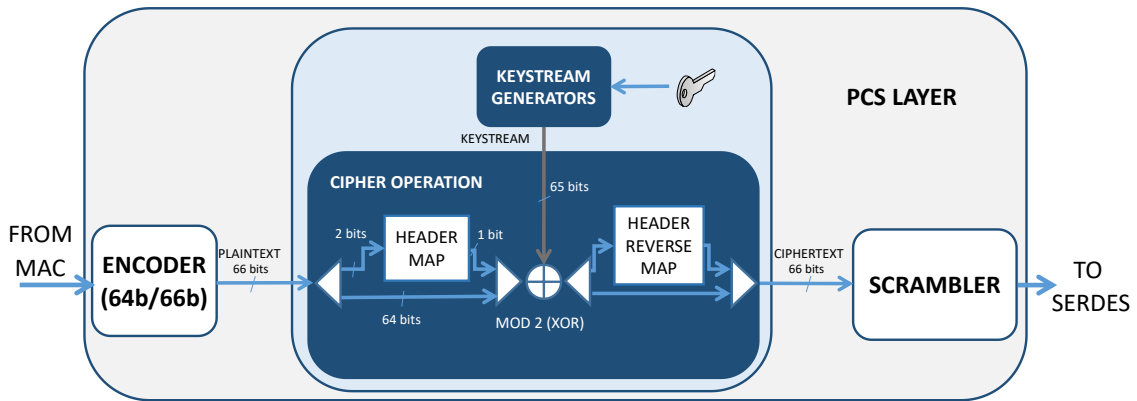 KEYSTREAM
GENERATORS
PCS LAYER
KEYSTREAM
CIPHER OPERATION
65 bits
2 bits
HEADER
MAP
1 bit
HEADER
REVERSE
MAP
FROM
MAC
ENCODER
(64b/66b)
PLAINTEXT
66 bits
64 bits
MOD 2 (XOR)
CIPHERTEXT
66 bits
SCRAMBLER
TO
SERDES